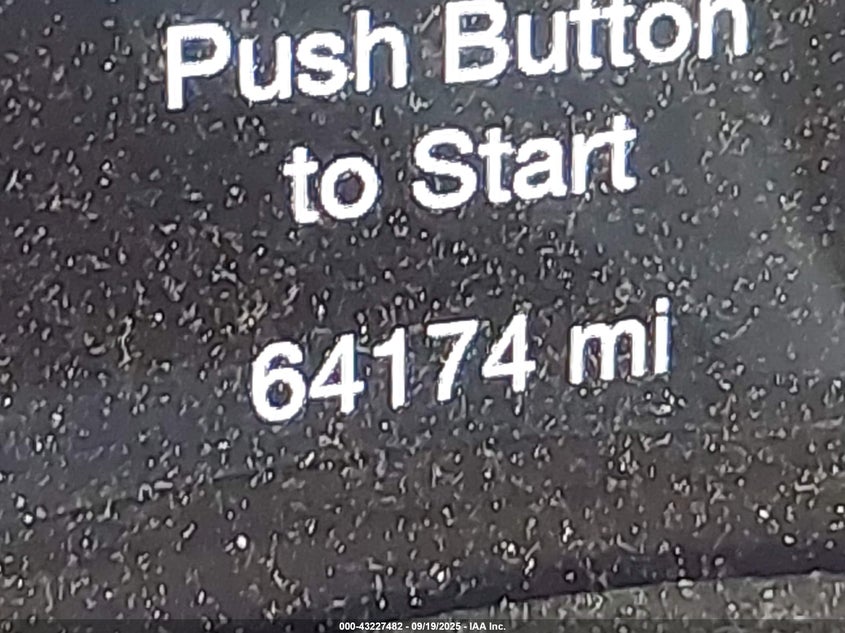 Push Button
to Start
64174 mi
000-43227482 - 09/19/2025 - IAA Inc.